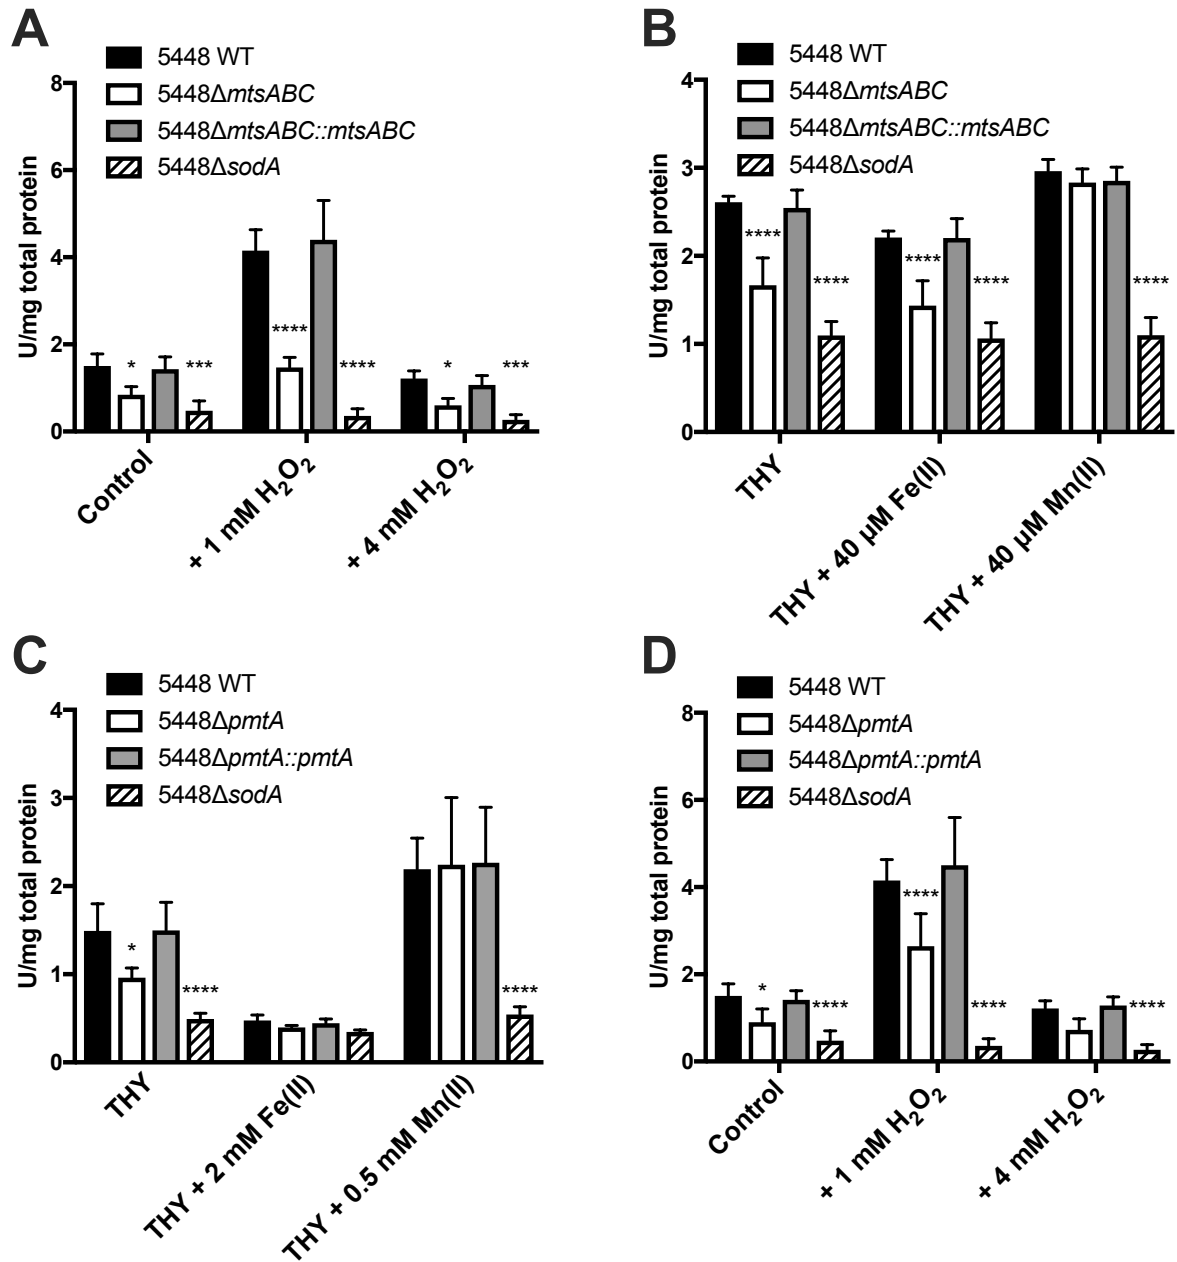 A
5448 WT
5448ΔmtsABC
5448ΔmtsABC::mtsABC
5448ΔsodA
U/mg total protein
8
6
4
2
0
* *** **** **** * ***
Control
+ 1 mM H2O2
+ 4 mM H2O2
B
5448 WT
5448ΔmtsABC
5448ΔmtsABC::mtsABC
5448ΔsodA
U/mg total protein
4
3
2
1
0
**** **** **** **** ****
THY
THY + 40 µM Fe(II)
THY + 40 µM Mn(II)
C
5448 WT
5448ΔpmtA
5448ΔpmtA::pmtA
5448ΔsodA
U/mg total protein
4
3
2
1
0
* **** ****
THY
THY + 2 mM Fe(II)
THY + 0.5 mM Mn(II)
D
5448 WT
5448ΔpmtA
5448ΔpmtA::pmtA
5448ΔsodA
U/mg total protein
8
6
4
2
0
* **** **** **** ****
Control
+ 1 mM H2O2
+ 4 mM H2O2